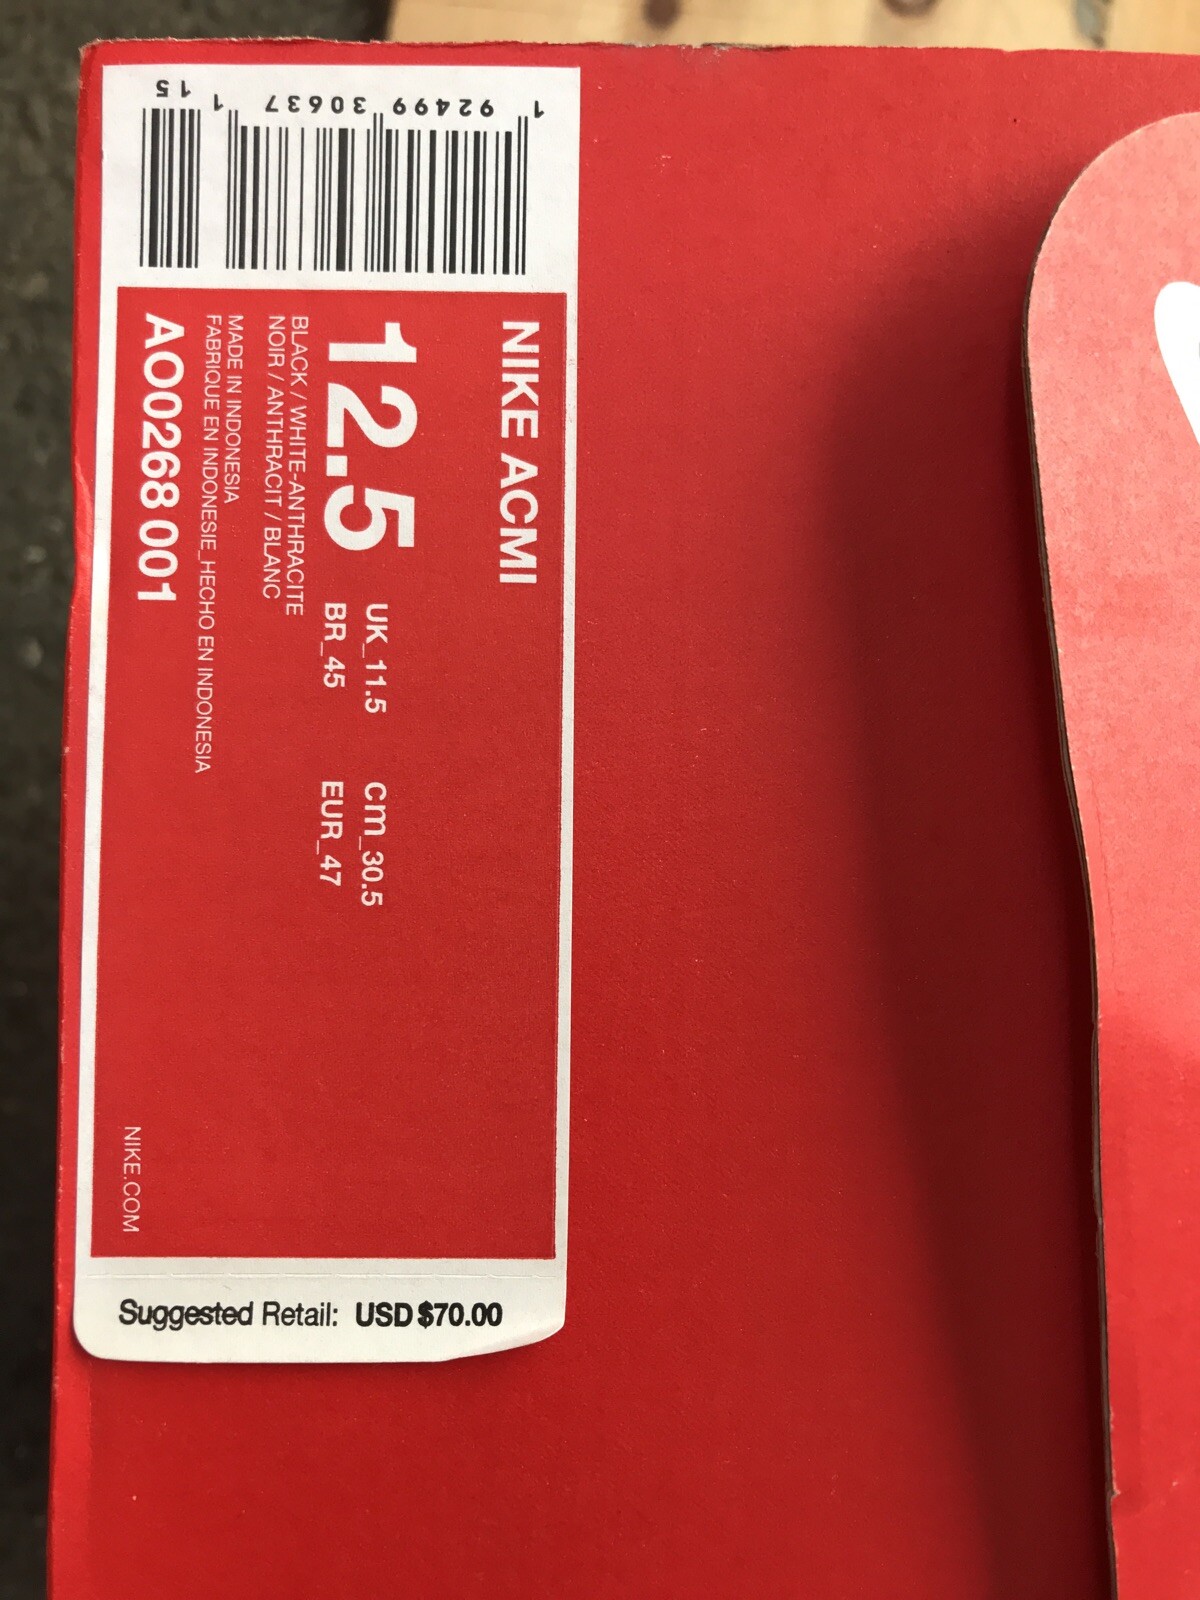 1 92499 30637 1 15
NIKE ACMI
12.5 UK_11.5 cm_30.5
BR_45 EUR_47
BLACK / WHITE-ANTHRACITE
NOIR / ANTHRACIT / BLANC
MADE IN INDONESIA
FABRIQUE EN INDONESIE_HECHO EN INDONESIA
AO0268 001
NIKE.COM
Suggested Retail: USD $70.00